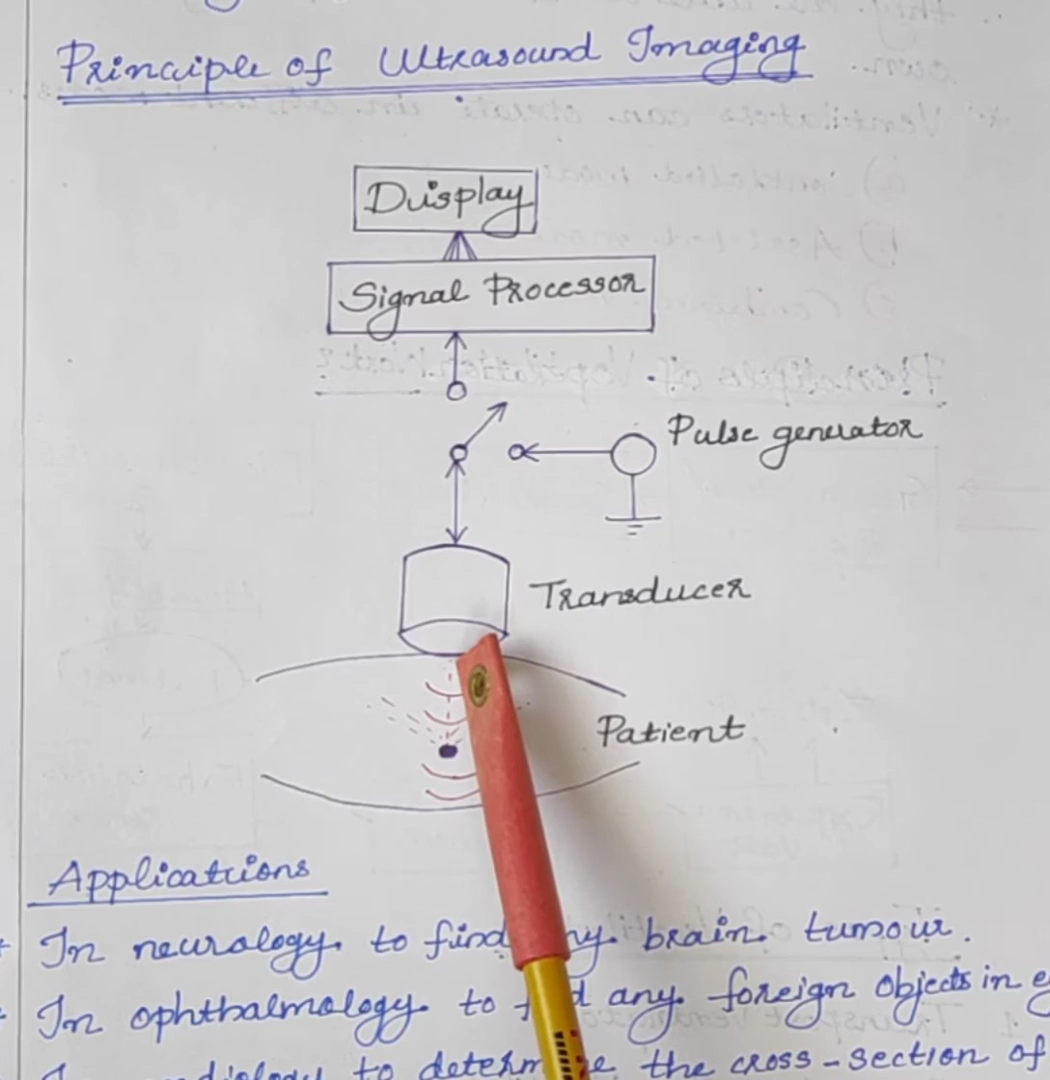 Principle of Ultrasound Imaging
Display
Signal Processor
Pulse generator
Transducer
Patient
Applications
In neurology to find brain tumour.
In ophthalmology to any foreign objects in
to the cross-section of